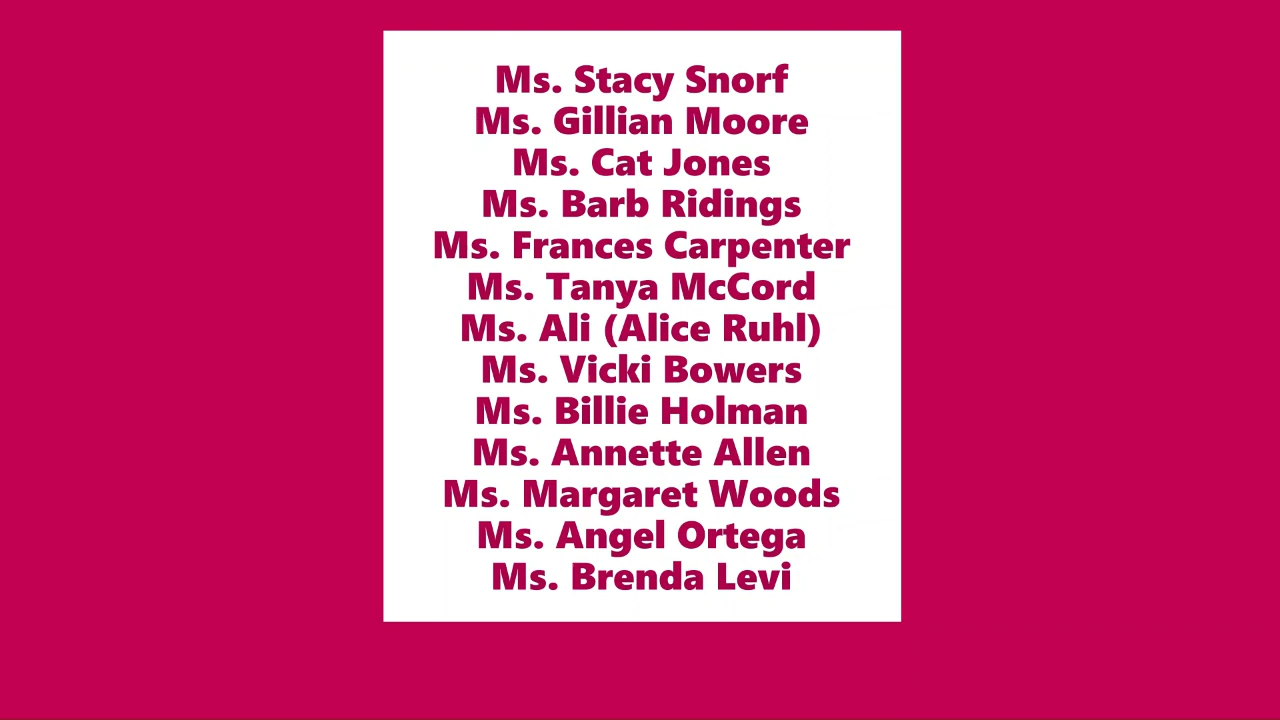 Ms. Stacy Snorf
Ms. Gillian Moore
Ms. Cat Jones
Ms. Barb Ridings
Ms. Frances Carpenter
Ms. Tanya McCord
Ms. Ali (Alice Ruhl)
Ms. Vicki Bowers
Ms. Billie Holman
Ms. Annette Allen
Ms. Margaret Woods
Ms. Angel Ortega
Ms. Brenda Levi